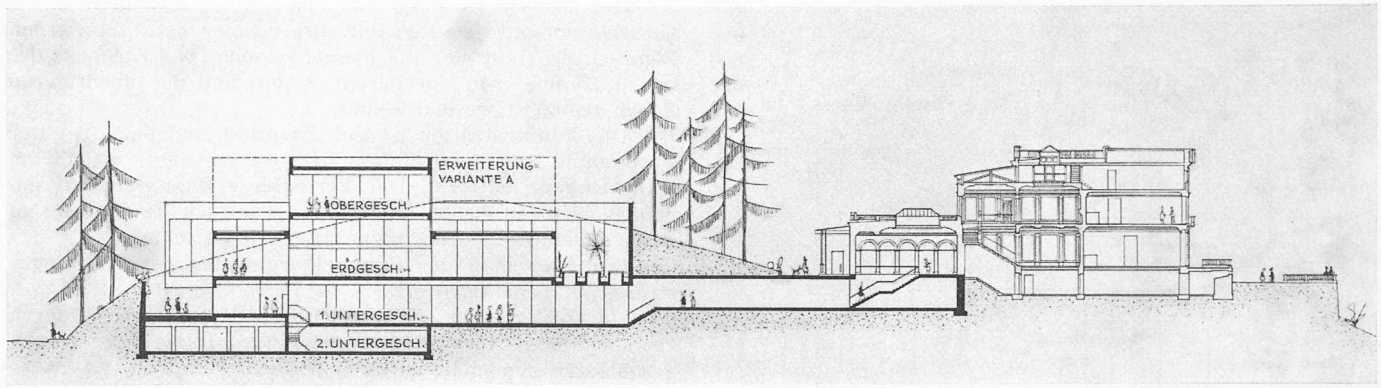 ERWEITERUNG-
VARIANTE A
OBERGESCH.
ERDGESCH.
1. UNTERGESCH.
2. UNTERGESCH.